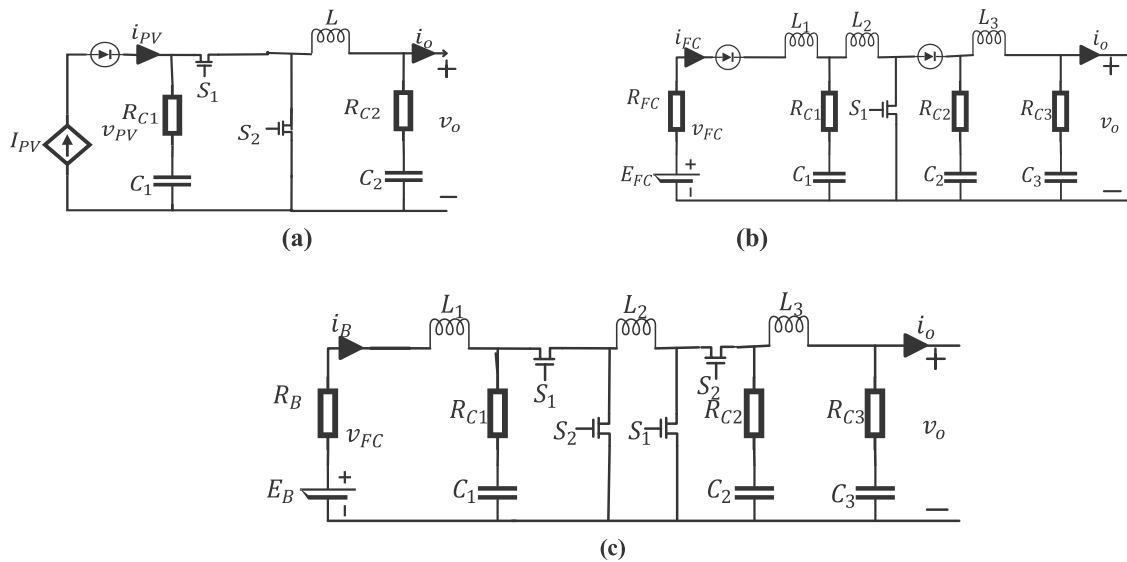 i_PV L i_o
+
S_1
R_C1 R_C2
I_PV v_PV S_2 v_o
C_1 C_2
−
(a)
i_FC L_1 L_2 L_3 i_o
+
R_FC R_C1 S_1 R_C2 R_C3
v_FC v_o
E_FC + C_1 C_2 C_3
- −
(b)
i_B L_1 L_2 L_3 i_o
+
S_1 S_2
R_B R_C1 R_C2 R_C3
v_FC S_2 S_1 v_o
+
E_B C_1 C_2 C_3
- −
(c)